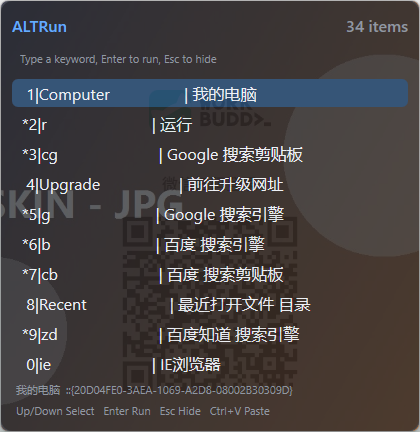 ALTRun 34 items
Type a keyword, Enter to run, Esc to hide
1|Computer | 我的电脑
*2|r | 运行
*3|cg | Google 搜索剪贴板
4|Upgrade | 前往升级网址
*5|g | Google 搜索引擎
*6|b | 百度 搜索引擎
*7|cb | 百度 搜索剪贴板
8|Recent | 最近打开文件 目录
*9|zd | 百度知道 搜索引擎
0|ie | IE浏览器
SKIN - JPG
我的电脑 ::{20D04FE0-3AEA-1069-A2D8-08002B30309D}
Up/Down Select Enter Run Esc Hide Ctrl+V Paste